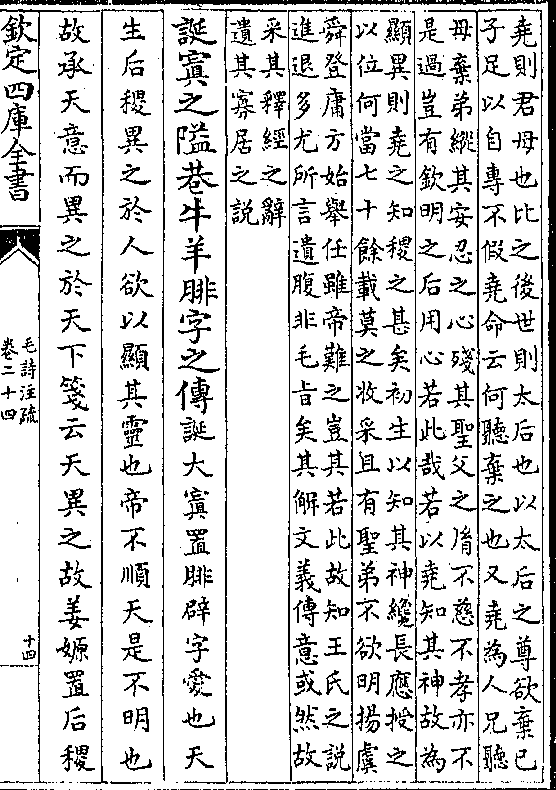 堯則君母也比之後世則太后也以太后之尊欲棄己
子足以自專不假堯命云何聽棄之也又堯為人兄聽
母棄弟縱其安忍之心殘其聖父之𦙍不慈不孝亦不
是過豈有欽明之后用心若此哉若以堯知其神故為
顯異則堯之知稷之甚矣初生以知其神纔長應授之
以位何當七十餘載莫之收采且有聖弟不欲明揚虞
舜登庸方始舉任雖帝難之豈其若此故知王氏之說
進退多尤所言遺腹非毛旨矣其解文義傳意或然故
采其釋經之辭
遺其寡居之說
誕寘之隘巷牛羊腓字之傳誕大寘置腓辟字愛也天
生后稷異之於人欲以顯其靈也帝不順天是不明也
故承天意而異之於天下箋云天異之故姜嫄置后稷
欽定四庫全書
毛詩注疏
卷二十四
十四